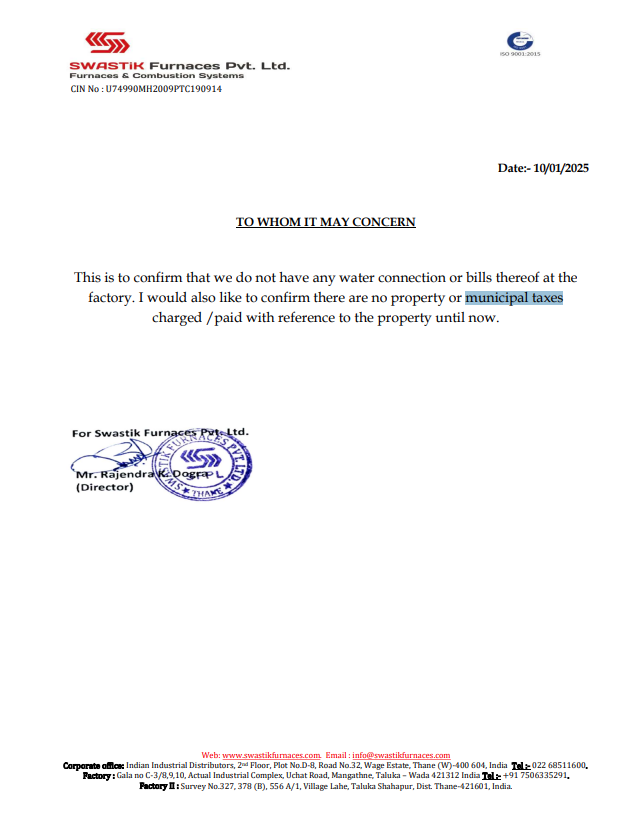 SWASTiK Furnaces Pvt. Ltd.
Furnaces & Combustion Systems
CIN No : U74990MH2009PTC190914
ISO 9001:2015
Date:- 10/01/2025
TO WHOM IT MAY CONCERN
This is to confirm that we do not have any water connection or bills thereof at the
factory. I would also like to confirm there are no property or municipal taxes
charged /paid with reference to the property until now.
For Swastik Furnaces Pvt. Ltd.
SWASTIK FURNACES PVT. LTD.
SFPL
★ THANE ★
Mr. Rajendra K. Dogra
(Director)
Web: www.swastikfurnaces.com. Email : info@swastikfurnaces.com
Corporate office: Indian Industrial Distributors, 2nd Floor, Plot No.D-8, Road No.32, Wage Estate, Thane (W)-400 604, India Tel :- 022 68511600.
Factory : Gala no C-3/8,9,10, Actual Industrial Complex, Uchat Road, Mangathne, Taluka – Wada 421312 India Tel :- +91 7506335291.
Factory II : Survey No.327, 378 (B), 556 A/1, Village Lahe, Taluka Shahapur, Dist. Thane-421601, India.